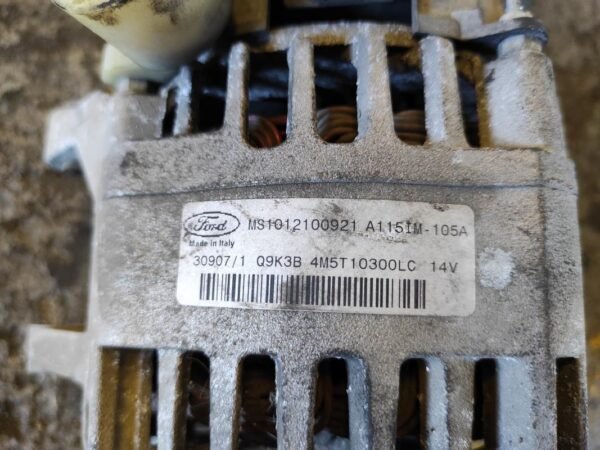 Ford MS1012100921 A115IM-105A
Made in Italy
30907/1 Q9K3B 4M5T10300LC 14V